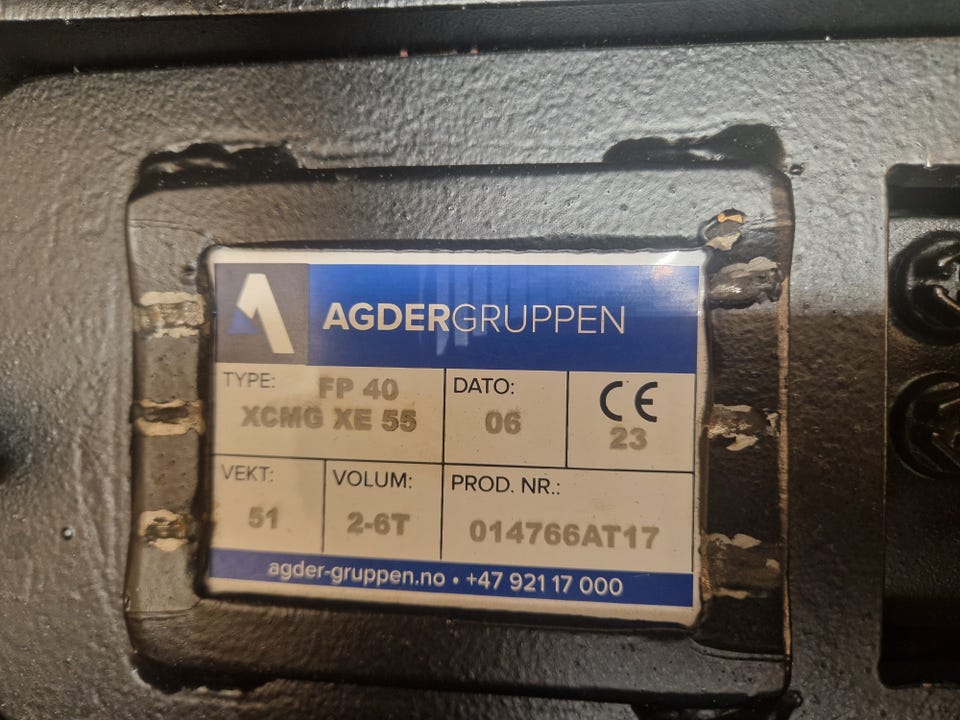 AGDERGRUPPEN
TYPE: FP 40
XCMG XE 55
DATO:
06
CE
23
VEKT:
51
VOLUM:
2-6T
PROD. NR.:
014766AT17
agder-gruppen.no • +47 921 17 000